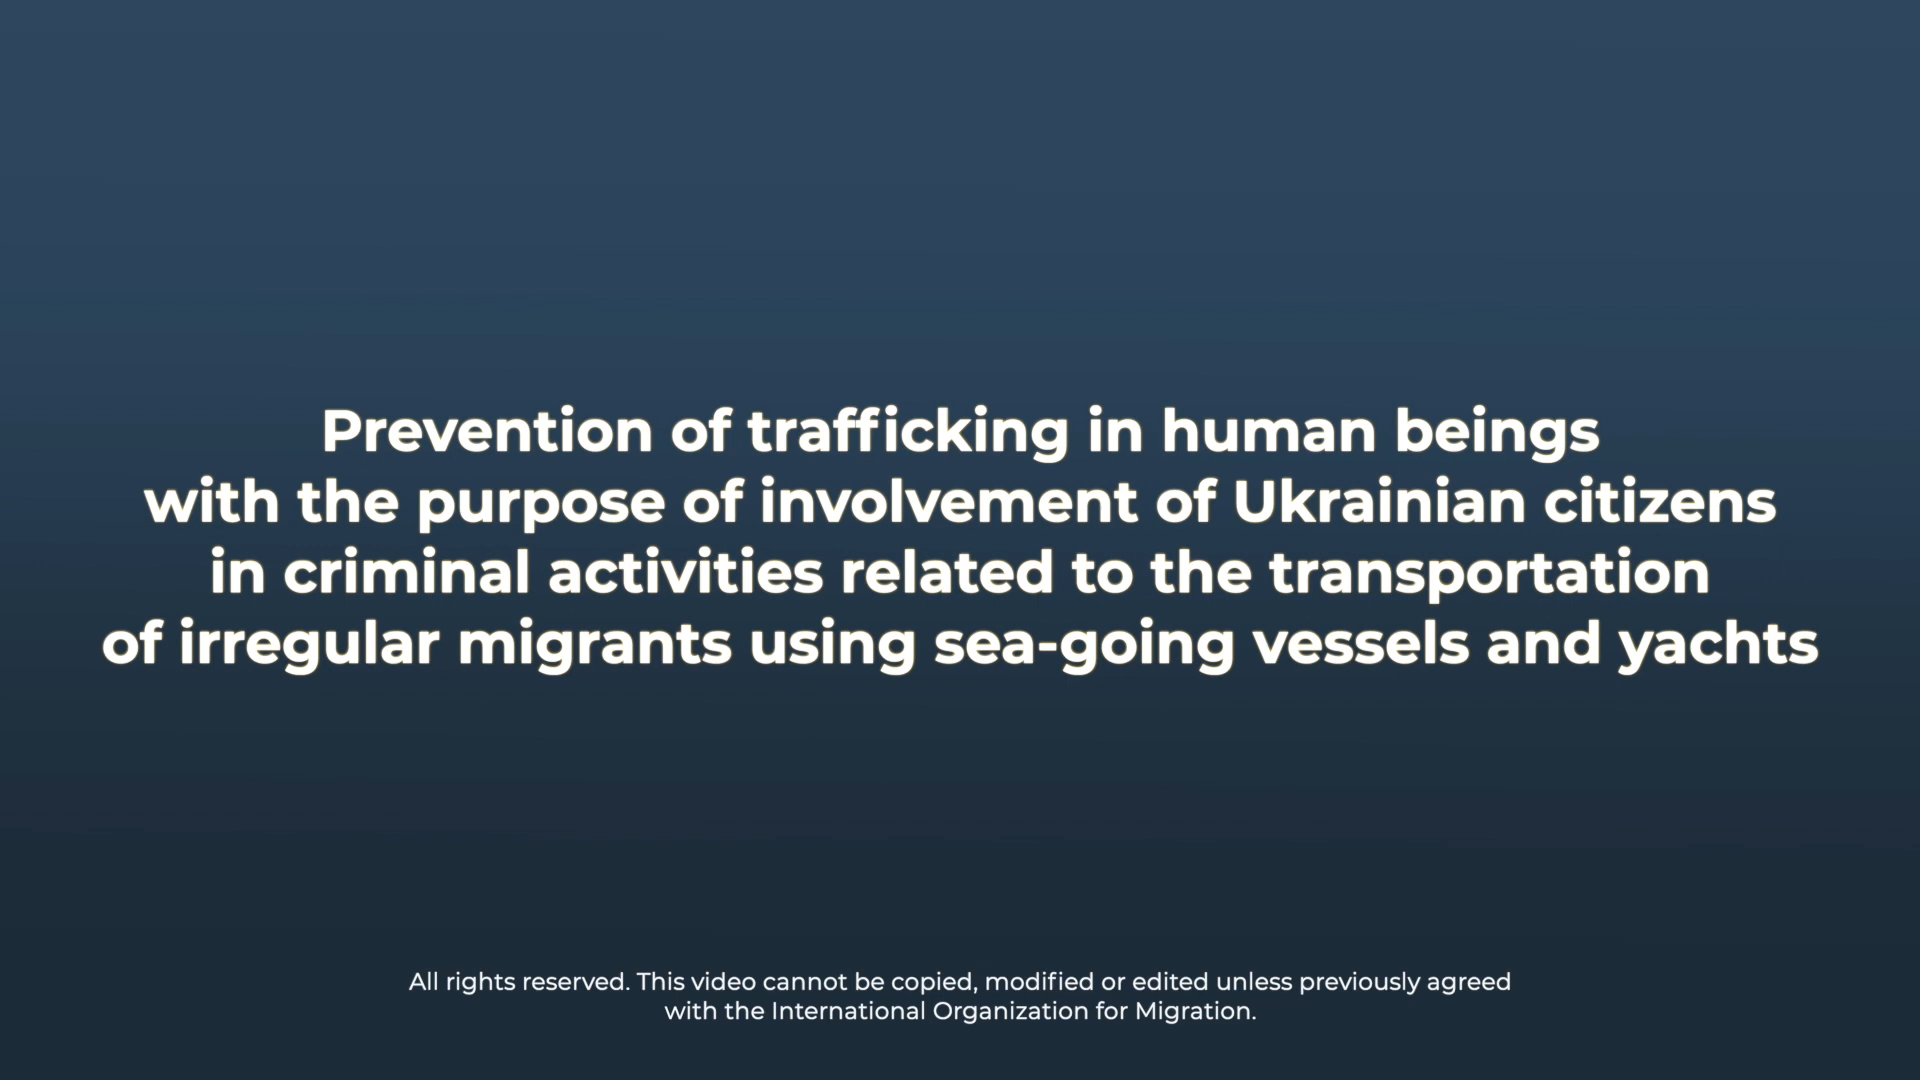 Prevention of trafficking in human beings
with the purpose of involvement of Ukrainian citizens
in criminal activities related to the transportation
of irregular migrants using sea-going vessels and yachts
All rights reserved. This video cannot be copied, modified or edited unless previously agreed
with the International Organization for Migration.